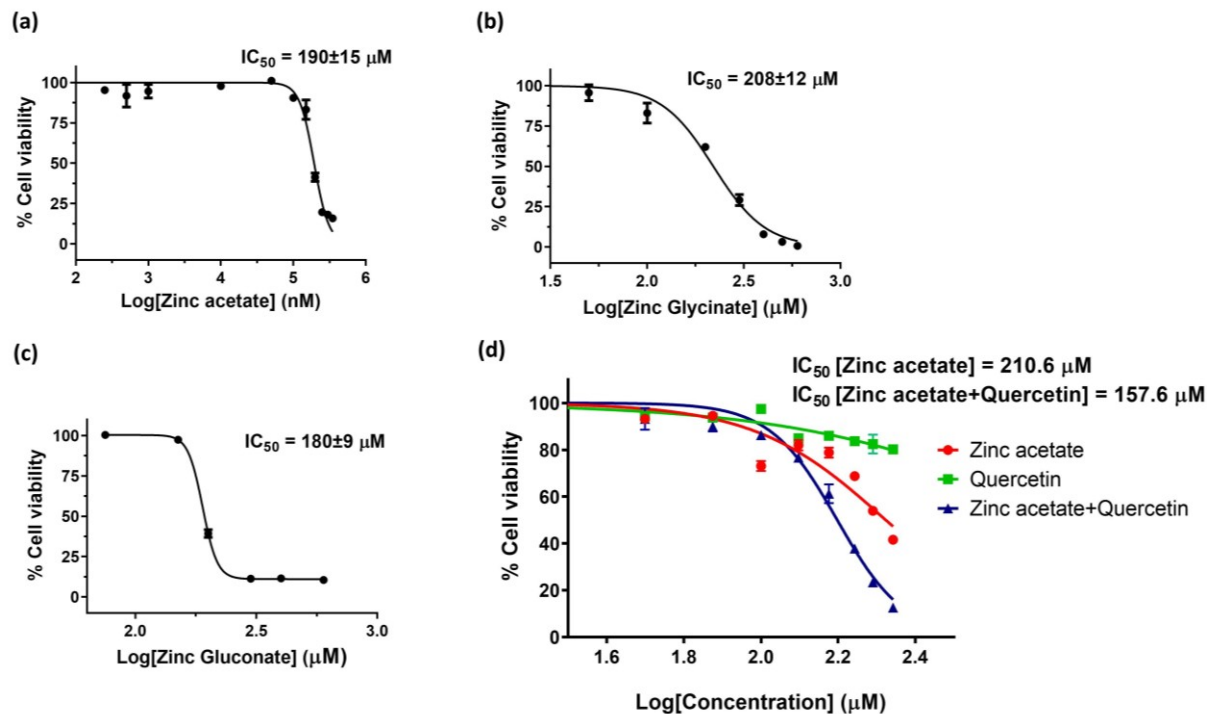 (a)
IC50 = 190±15 μM
% Cell viability
100
75
50
25
0
2
3
4
5
6
Log[Zinc acetate] (nM)
(b)
IC50 = 208±12 μM
% Cell viability
100
75
50
25
0
1.5
2.0
2.5
3.0
Log[Zinc Glycinate] (μM)
(c)
IC50 = 180±9 μM
% Cell viability
100
75
50
25
0
2.0
2.5
3.0
Log[Zinc Gluconate] (μM)
(d)
IC50 [Zinc acetate] = 210.6 μM
IC50 [Zinc acetate+Quercetin] = 157.6 μM
% Cell viability
100
80
60
40
20
0
1.6
1.8
2.0
2.2
2.4
Log[Concentration] (μM)
Zinc acetate
Quercetin
Zinc acetate+Quercetin